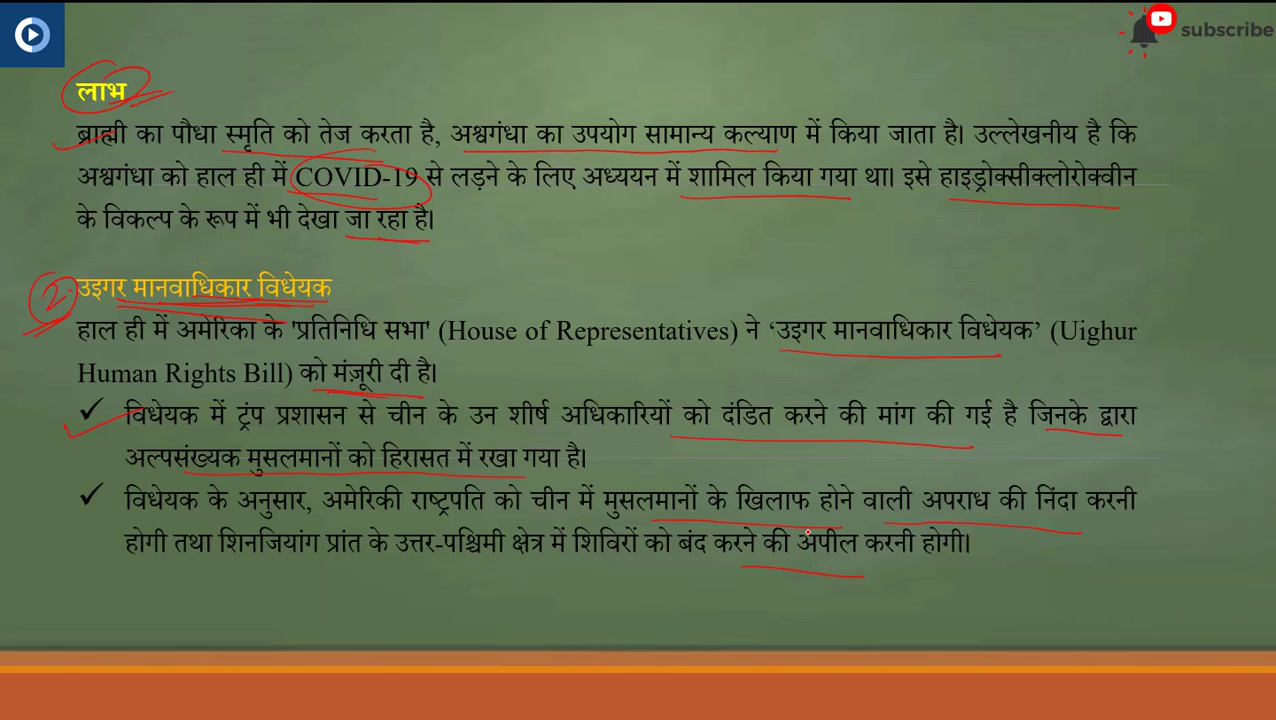 subscribe
लाभ
ब्राह्मी का पौधा स्मृति को तेज करता है, अश्वगंधा का उपयोग सामान्य कल्याण में किया जाता है। उल्लेखनीय है कि
अश्वगंधा को हाल ही में COVID-19 से लड़ने के लिए अध्ययन में शामिल किया गया था। इसे हाइड्रोक्सीक्लोरोक्वीन
के विकल्प के रूप में भी देखा जा रहा है।
2
उइगर मानवाधिकार विधेयक
हाल ही में अमेरिका के 'प्रतिनिधि सभा' (House of Representatives) ने ‘उइगर मानवाधिकार विधेयक’ (Uighur
Human Rights Bill) को मंज़ूरी दी है।
✓ विधेयक में ट्रंप प्रशासन से चीन के उन शीर्ष अधिकारियों को दंडित करने की मांग की गई है जिनके द्वारा
अल्पसंख्यक मुसलमानों को हिरासत में रखा गया है।
✓ विधेयक के अनुसार, अमेरिकी राष्ट्रपति को चीन में मुसलमानों के खिलाफ होने वाली अपराध की निंदा करनी
होगी तथा शिनजियांग प्रांत के उत्तर-पश्चिमी क्षेत्र में शिविरों को बंद करने की अपील करनी होगी।